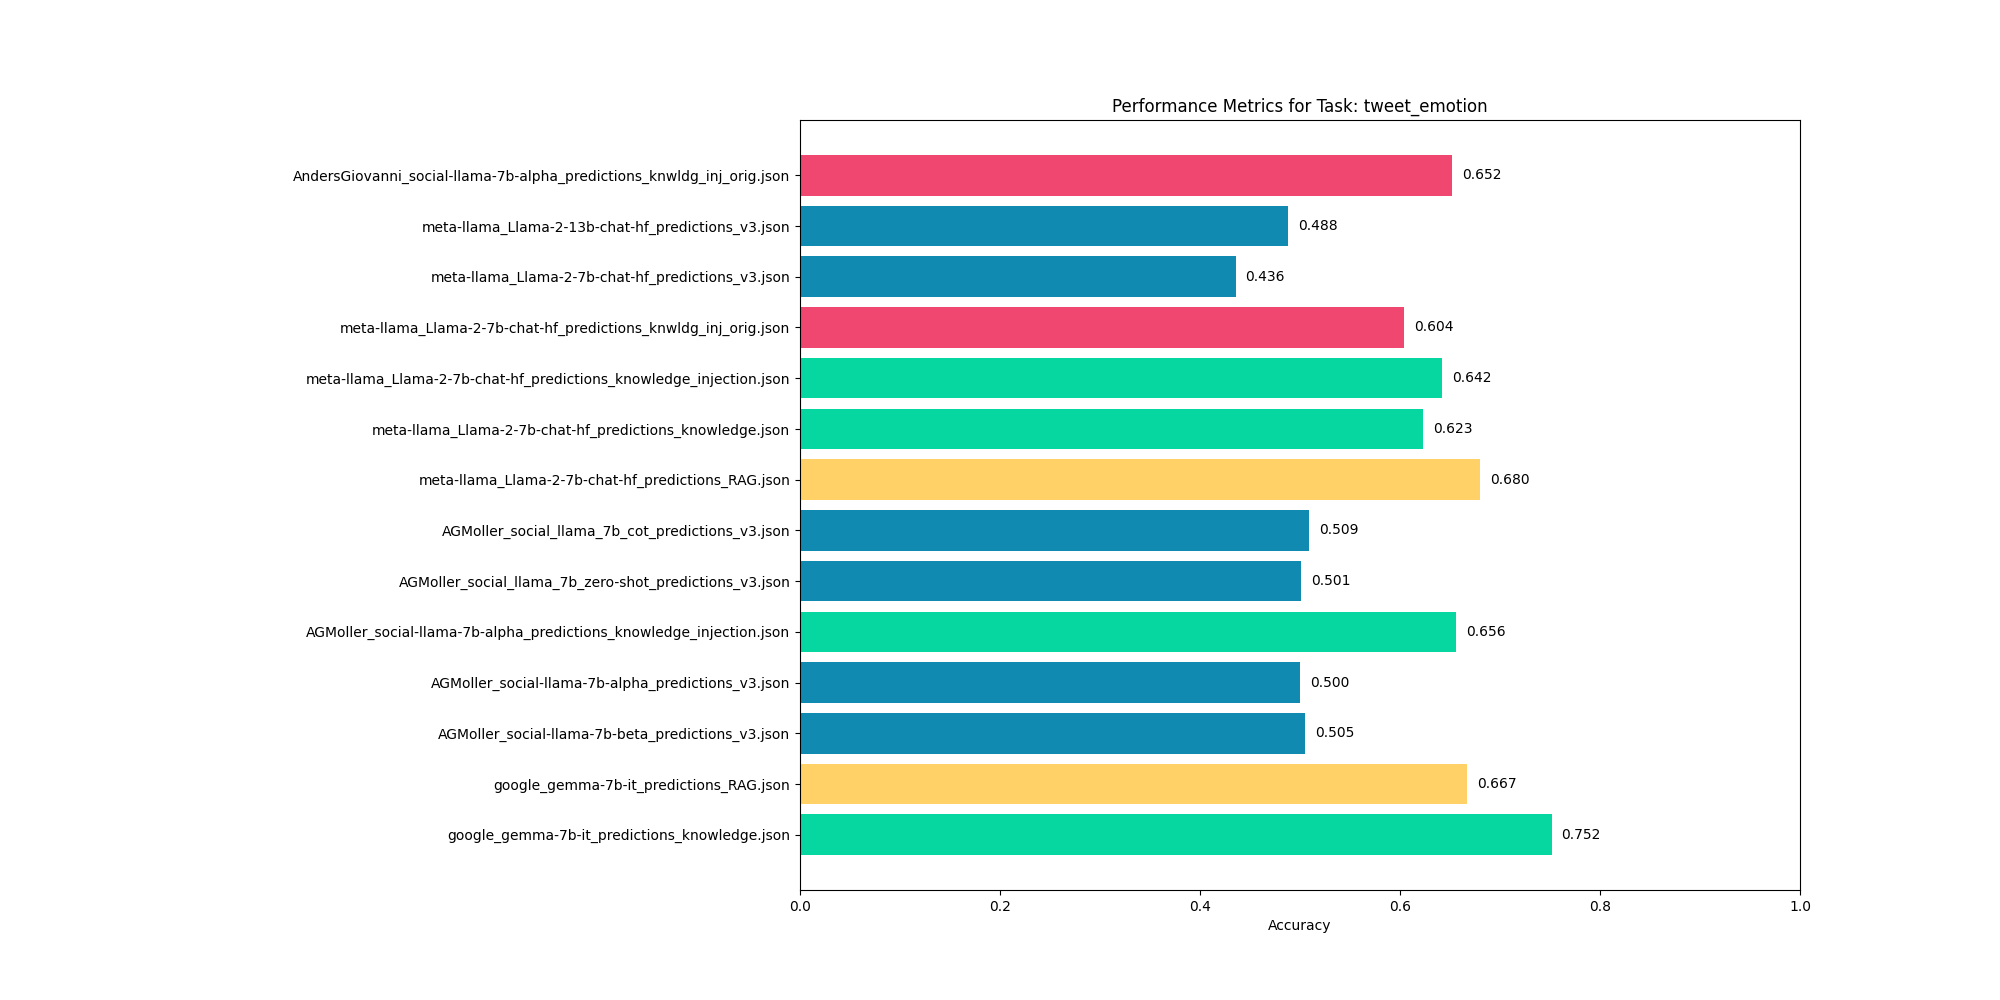 Performance Metrics for Task: tweet_emotion
AndersGiovanni_social-llama-7b-alpha_predictions_knwldg_inj_orig.json 0.652
meta-llama_Llama-2-13b-chat-hf_predictions_v3.json 0.488
meta-llama_Llama-2-7b-chat-hf_predictions_v3.json 0.436
meta-llama_Llama-2-7b-chat-hf_predictions_knwldg_inj_orig.json 0.604
meta-llama_Llama-2-7b-chat-hf_predictions_knowledge_injection.json 0.642
meta-llama_Llama-2-7b-chat-hf_predictions_knowledge.json 0.623
meta-llama_Llama-2-7b-chat-hf_predictions_RAG.json 0.680
AGMoller_social_llama_7b_cot_predictions_v3.json 0.509
AGMoller_social_llama_7b_zero-shot_predictions_v3.json 0.501
AGMoller_social-llama-7b-alpha_predictions_knowledge_injection.json 0.656
AGMoller_social-llama-7b-alpha_predictions_v3.json 0.500
AGMoller_social-llama-7b-beta_predictions_v3.json 0.505
google_gemma-7b-it_predictions_RAG.json 0.667
google_gemma-7b-it_predictions_knowledge.json 0.752
0.0 0.2 0.4 0.6 0.8 1.0
Accuracy